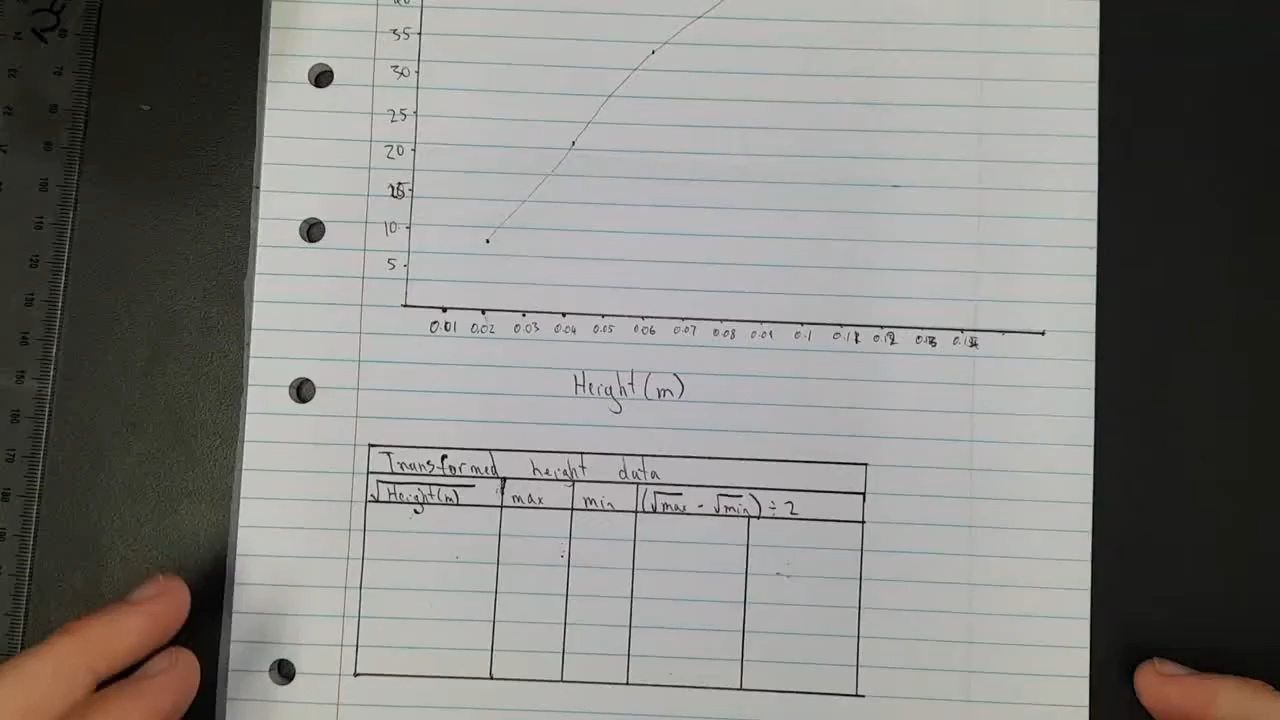 35
30
25
20
15
10
5
0.01 0.02 0.03 0.04 0.05 0.06 0.07 0.08 0.09 0.1 0.11 0.12 0.13 0.14
Height (m)
Transformed height data
√Height(m) max min (√max - √min) ÷ 2